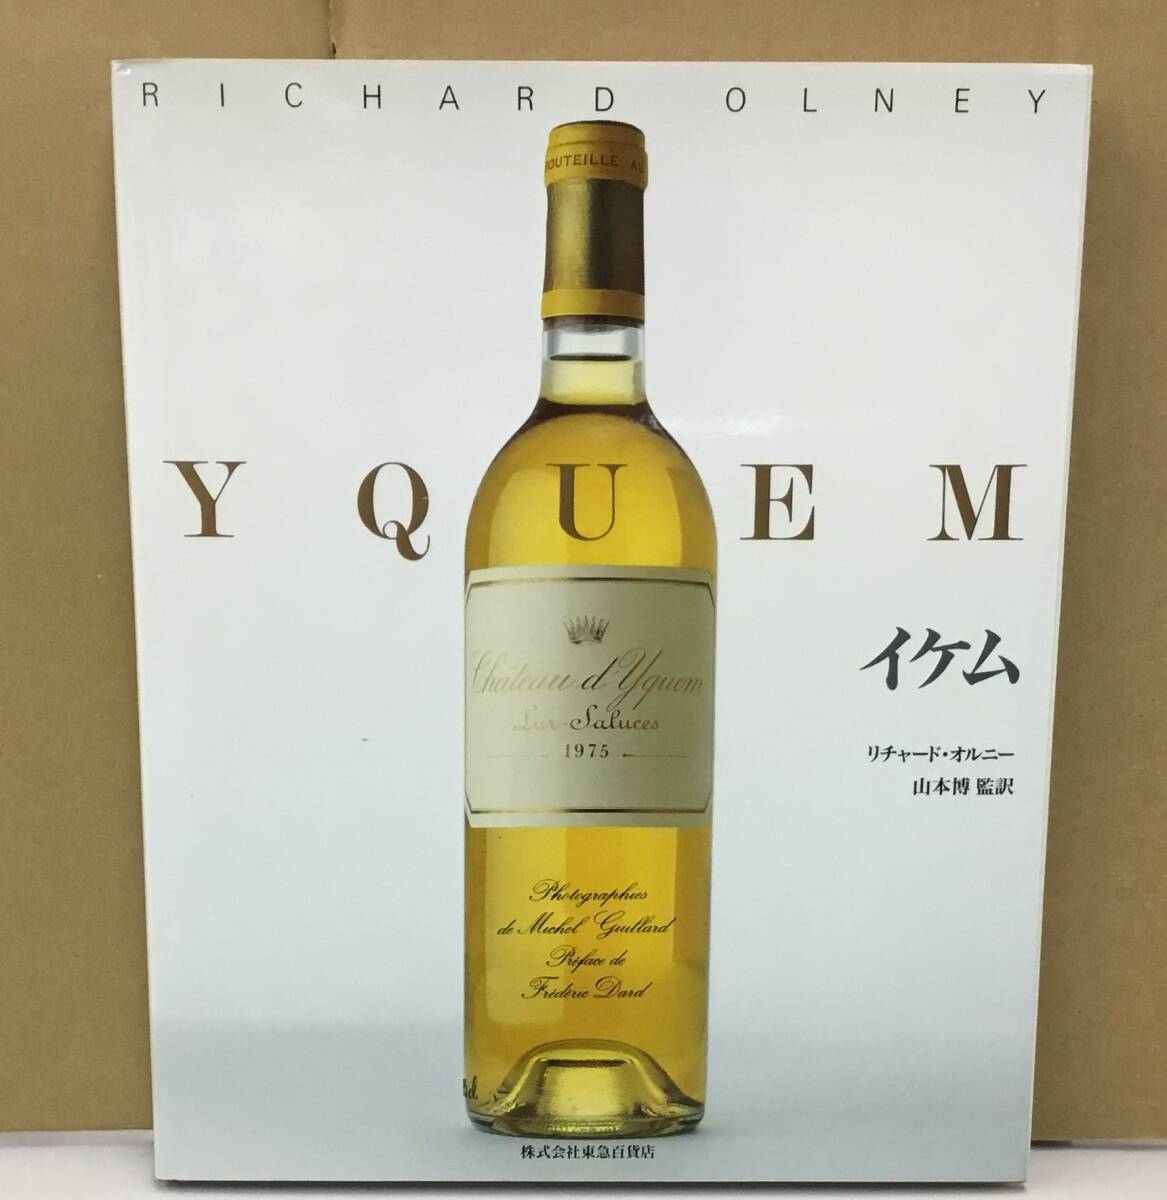 RICHARD OLNEY
BOUTEILLE AU
YQUEM
Château d'Yquem
Lur-Saluces
1975
イケム
リチャード・オルニー
山本博 監訳
Photographies
de Michel Guillard
Préface de
Frédéric Dard
cl
株式会社東急百貨店